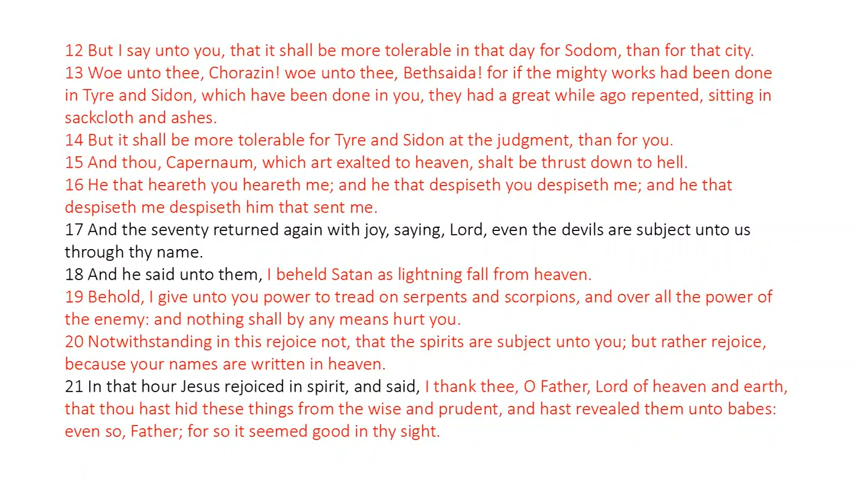 12 But I say unto you, that it shall be more tolerable in that day for Sodom, than for that city.
13 Woe unto thee, Chorazin! woe unto thee, Bethsaida! for if the mighty works had been done
in Tyre and Sidon, which have been done in you, they had a great while ago repented, sitting in
sackcloth and ashes.
14 But it shall be more tolerable for Tyre and Sidon at the judgment, than for you.
15 And thou, Capernaum, which art exalted to heaven, shalt be thrust down to hell.
16 He that heareth you heareth me; and he that despiseth you despiseth me; and he that
despiseth me despiseth him that sent me.
17 And the seventy returned again with joy, saying, Lord, even the devils are subject unto us
through thy name.
18 And he said unto them, I beheld Satan as lightning fall from heaven.
19 Behold, I give unto you power to tread on serpents and scorpions, and over all the power of
the enemy: and nothing shall by any means hurt you.
20 Notwithstanding in this rejoice not, that the spirits are subject unto you; but rather rejoice,
because your names are written in heaven.
21 In that hour Jesus rejoiced in spirit, and said, I thank thee, O Father, Lord of heaven and earth,
that thou hast hid these things from the wise and prudent, and hast revealed them unto babes:
even so, Father; for so it seemed good in thy sight.